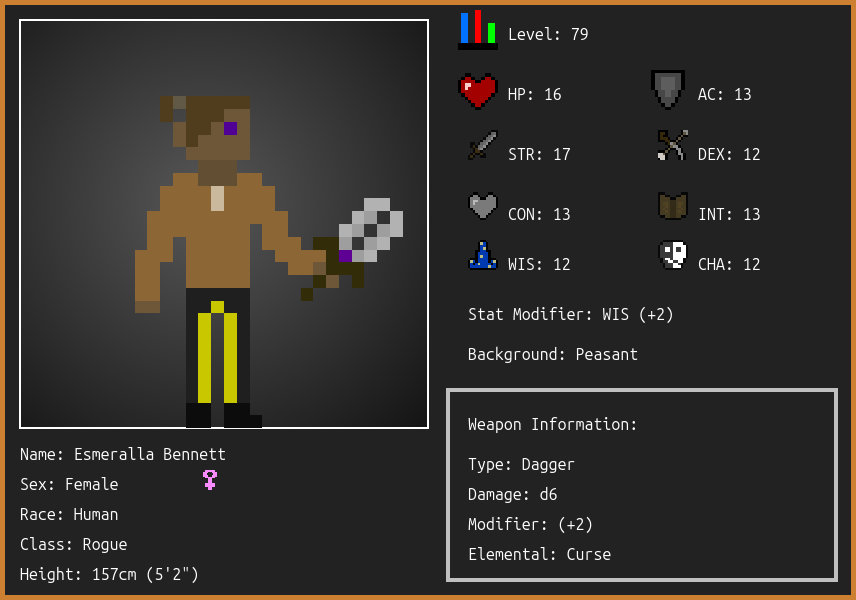 Level: 79
HP: 16
AC: 13
STR: 17
DEX: 12
CON: 13
INT: 13
WIS: 12
CHA: 12
Stat Modifier: WIS (+2)
Background: Peasant
Name: Esmeralla Bennett
Sex: Female
Race: Human
Class: Rogue
Height: 157cm (5'2")
Weapon Information:
Type: Dagger
Damage: d6
Modifier: (+2)
Elemental: Curse